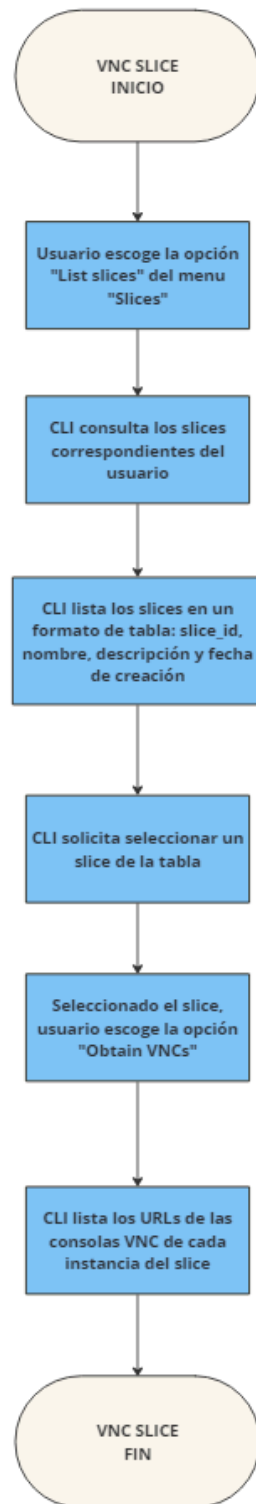 VNC SLICE
INICIO
Usuario escoge la opción
"List slices" del menu
"Slices"
CLI consulta los slices
correspondientes del
usuario
CLI lista los slices en un
formato de tabla: slice_id,
nombre, descripción y fecha
de creación
CLI solicita seleccionar un
slice de la tabla
Seleccionado el slice,
usuario escoge la opción
"Obtain VNCs"
CLI lista los URLs de las
consolas VNC de cada
instancia del slice
VNC SLICE
FIN